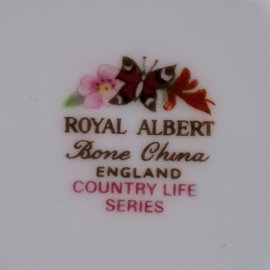 ROYAL ALBERT
Bone China
ENGLAND
COUNTRY LIFE
SERIES